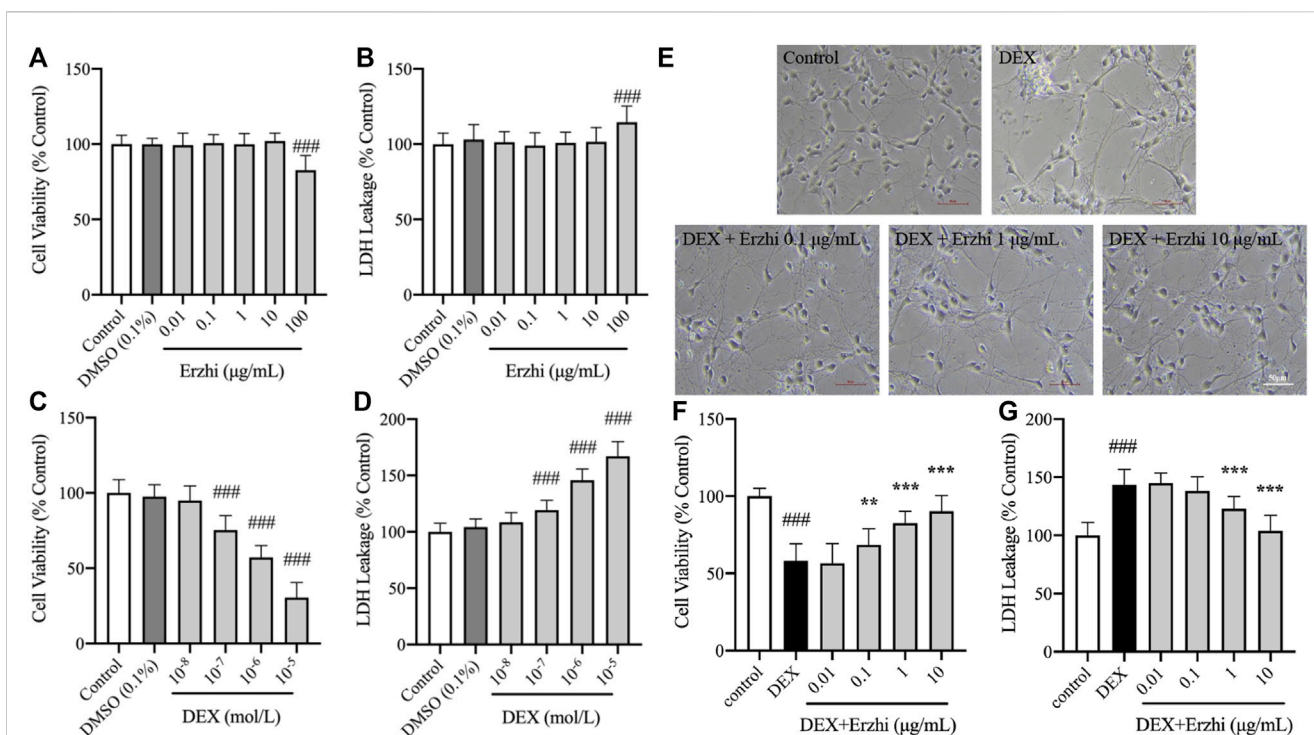 A
Cell Viability (% Control)
150
100
50
0
###
Control
DMSO (0.1%)
0.01
0.1
1
10
100
Erzhi (μg/mL)
B
LDH Leakage (% Control)
150
100
50
0
###
Control
DMSO (0.1%)
0.01
0.1
1
10
100
Erzhi (μg/mL)
C
Cell Viability (% Control)
150
100
50
0
###
###
###
Control
DMSO (0.1%)
10⁻⁸
10⁻⁷
10⁻⁶
10⁻⁵
DEX (mol/L)
D
LDH Leakage (% Control)
200
150
100
50
0
###
###
###
Control
DMSO (0.1%)
10⁻⁸
10⁻⁷
10⁻⁶
10⁻⁵
DEX (mol/L)
E
Control
DEX
DEX + Erzhi 0.1 μg/mL
DEX + Erzhi 1 μg/mL
DEX + Erzhi 10 μg/mL
50μm
F
Cell Viability (% Control)
150
100
50
0
###
**
***
***
control
DEX
0.01
0.1
1
10
DEX+Erzhi (μg/mL)
G
LDH Leakage (% Control)
200
150
100
50
0
###
***
***
control
DEX
0.01
0.1
1
10
DEX+Erzhi (μg/mL)